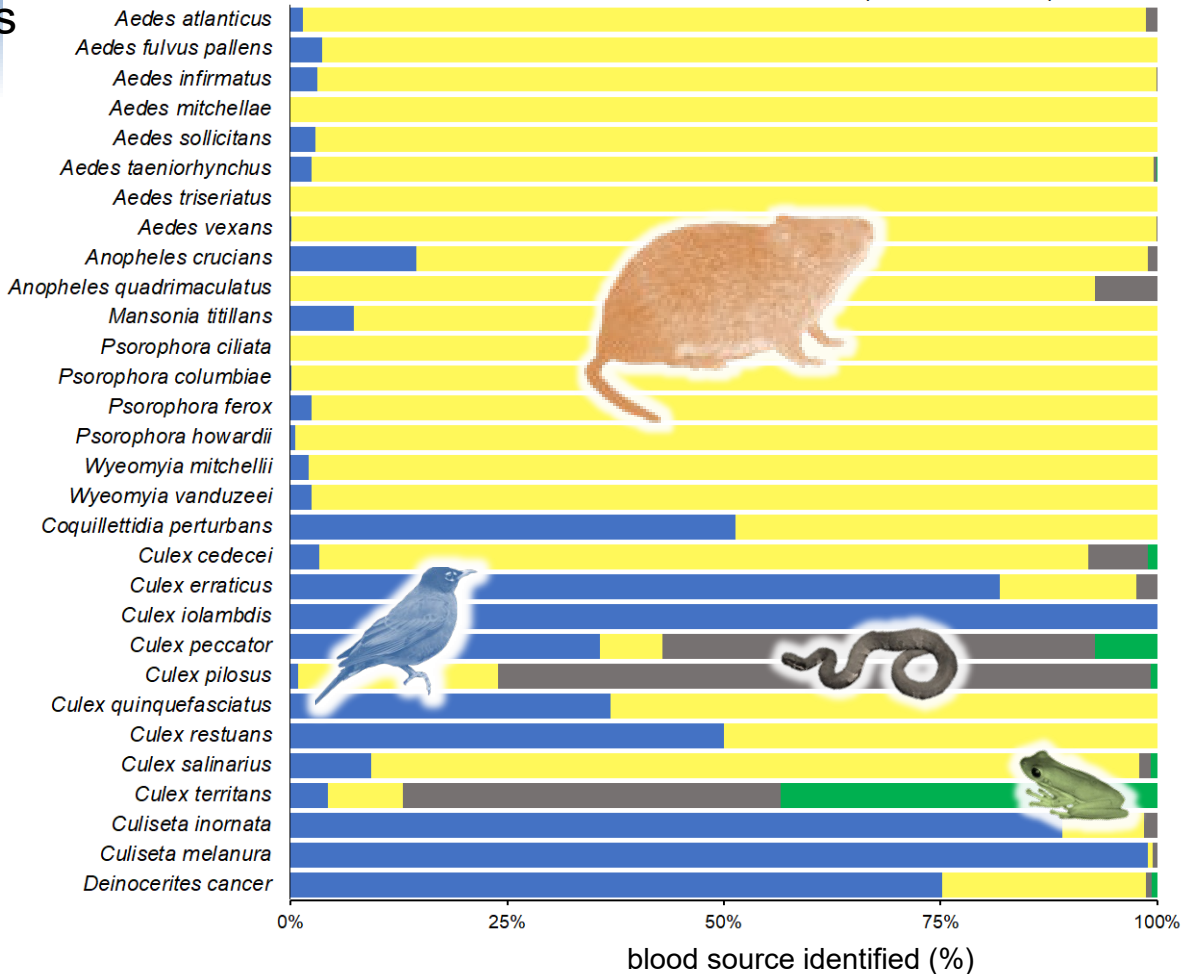 s
Aedes atlanticus
Aedes fulvus pallens
Aedes infirmatus
Aedes mitchellae
Aedes sollicitans
Aedes taeniorhynchus
Aedes triseriatus
Aedes vexans
Anopheles crucians
Anopheles quadrimaculatus
Mansonia titillans
Psorophora ciliata
Psorophora columbiae
Psorophora ferox
Psorophora howardii
Wyeomyia mitchellii
Wyeomyia vanduzeei
Coquillettidia perturbans
Culex cedecei
Culex erraticus
Culex iolambdis
Culex peccator
Culex pilosus
Culex quinquefasciatus
Culex restuans
Culex salinarius
Culex territans
Culiseta inornata
Culiseta melanura
Deinocerites cancer
0% 25% 50% 75% 100%
blood source identified (%)